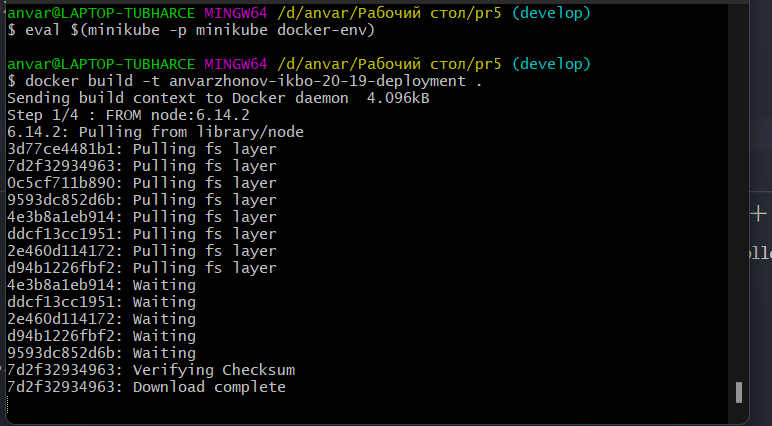 anvar@LAPTOP-TUBHARCE MINGW64 /d/anvar/Рабочий стол/pr5 (develop)
$ eval $(minikube -p minikube docker-env)
anvar@LAPTOP-TUBHARCE MINGW64 /d/anvar/Рабочий стол/pr5 (develop)
$ docker build -t anvarzhonov-ikbo-20-19-deployment .
Sending build context to Docker daemon  4.096kB
Step 1/4 : FROM node:6.14.2
6.14.2: Pulling from library/node
3d77ce4481b1: Pulling fs layer
7d2f32934963: Pulling fs layer
0c5cf711b890: Pulling fs layer
9593dc852d6b: Pulling fs layer
4e3b8a1eb914: Pulling fs layer
ddcf13cc1951: Pulling fs layer
2e460d114172: Pulling fs layer
d94b1226fbf2: Pulling fs layer
4e3b8a1eb914: Waiting
ddcf13cc1951: Waiting
2e460d114172: Waiting
d94b1226fbf2: Waiting
9593dc852d6b: Waiting
7d2f32934963: Verifying Checksum
7d2f32934963: Download complete